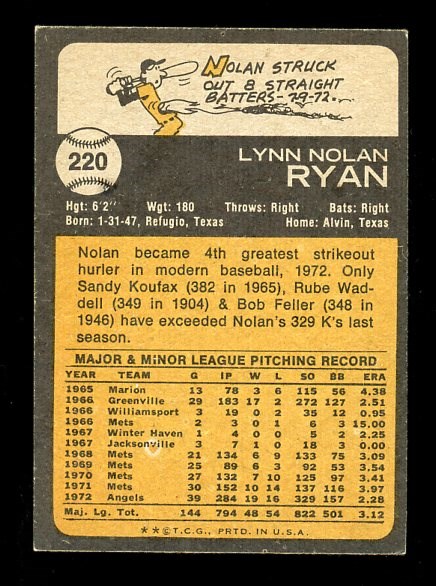 NOLAN STRUCK
OUT 8 STRAIGHT
BATTERS-7-9-72.
220
LYNN NOLAN
RYAN
Hgt: 6'2" Wgt: 180 Throws: Right Bats: Right
Born: 1-31-47, Refugio, Texas Home: Alvin, Texas
Nolan became 4th greatest strikeout
hurler in modern baseball, 1972. Only
Sandy Koufax (382 in 1965), Rube Wad-
dell (349 in 1904) & Bob Feller (348 in
1946) have exceeded Nolan's 329 K's last
season.
MAJOR & MiNOR LEAGUE PITCHING RECORD
YEAR TEAM G IP W L SO BB ERA
1965 Marion 13 78 3 6 115 56 4.38
1966 Greenville 29 183 17 2 272 127 2.51
1966 Williamsport 3 19 0 2 35 12 0.95
1966 Mets 2 3 0 1 6 3 15.00
1967 Winter Haven 1 4 0 0 5 2 2.25
1967 Jacksonville 3 7 1 0 18 3 0.00
1968 Mets 21 134 6 9 133 75 3.09
1969 Mets 25 89 6 3 92 53 3.54
1970 Mets 27 132 7 10 125 97 3.41
1971 Mets 30 152 10 14 137 116 3.97
1972 Angels 39 284 19 16 329 157 2.28
Maj. Lg. Tot. 144 794 48 54 822 501 3.12
**©T.C.G., PRTD. IN U.S.A.